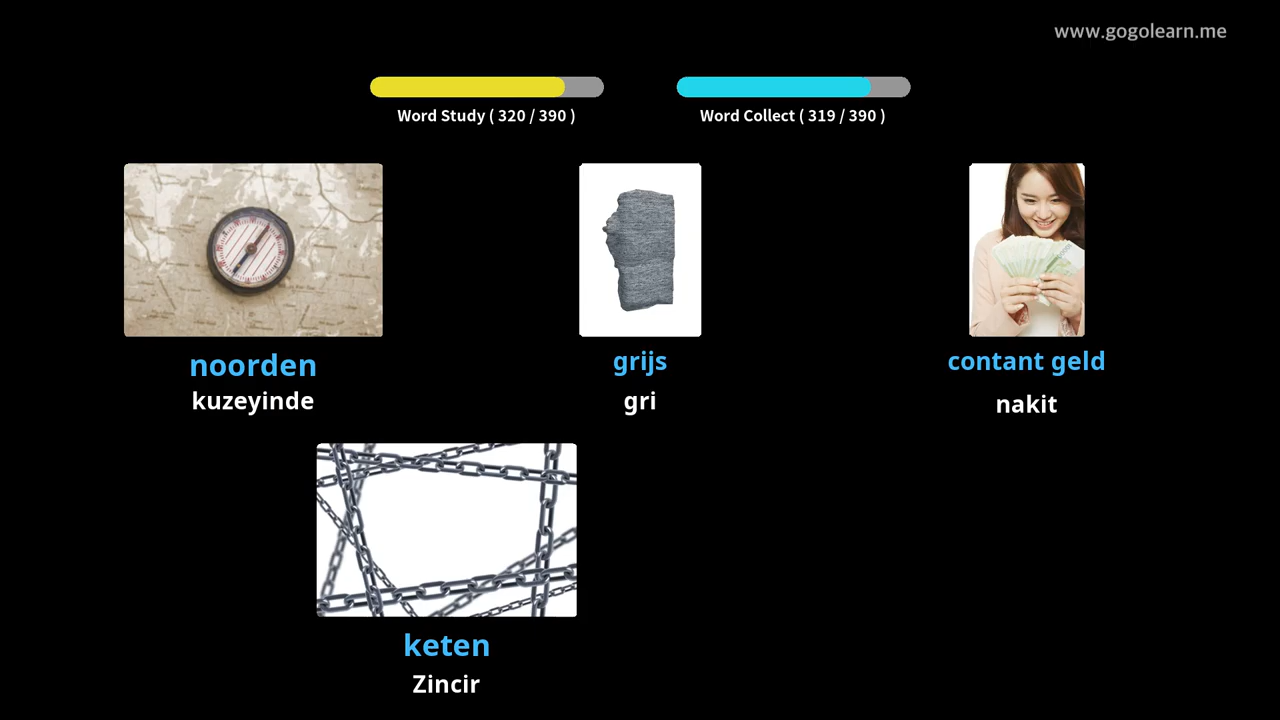 www.gogolearn.me
Word Study ( 320 / 390 )
Word Collect ( 319 / 390 )
noorden
kuzeyinde
grijs
gri
contant geld
nakit
keten
Zincir